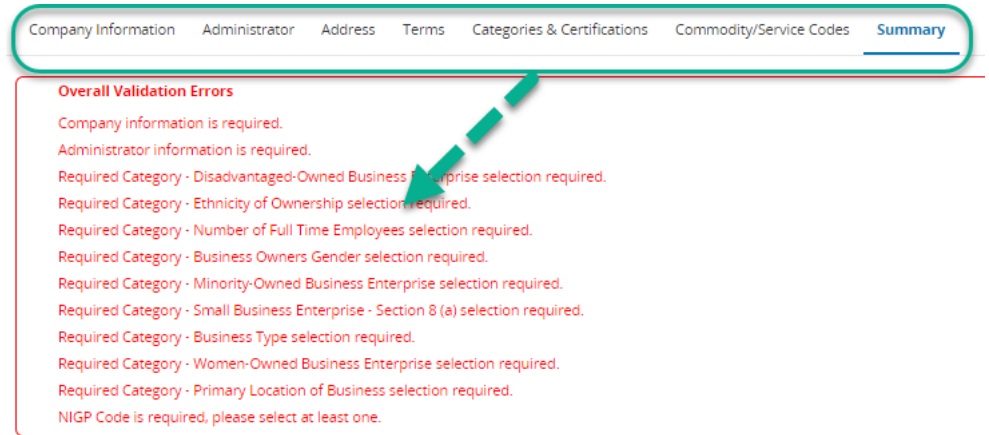 Company Information Administrator Address Terms Categories & Certifications Commodity/Service Codes Summary
Overall Validation Errors
Company information is required.
Administrator information is required.
Required Category - Disadvantaged-Owned Business Enterprise selection required.
Required Category - Ethnicity of Ownership selection required.
Required Category - Number of Full Time Employees selection required.
Required Category - Business Owners Gender selection required.
Required Category - Minority-Owned Business Enterprise selection required.
Required Category - Small Business Enterprise - Section 8 (a) selection required.
Required Category - Business Type selection required.
Required Category - Women-Owned Business Enterprise selection required.
Required Category - Primary Location of Business selection required.
NIGP Code is required, please select at least one.